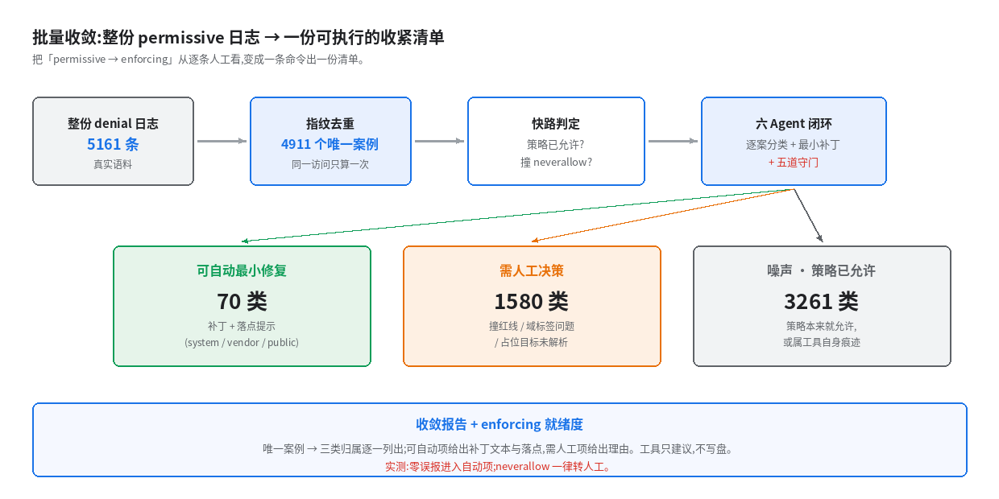 批量收敛:整份 permissive 日志 → 一份可执行的收紧清单
把「permissive → enforcing」从逐条人工看,变成一条命令出一份清单。
整份 denial 日志
5161 条
真实语料
指纹去重
4911 个唯一案例
同一访问只算一次
快路判定
策略已允许?
撞 neverallow?
六 Agent 闭环
逐案分类 + 最小补丁
+ 五道守门
可自动最小修复
70 类
补丁 + 落点提示
(system / vendor / public)
需人工决策
1580 类
撞红线 / 域标签问题
/ 占位目标未解析
噪声 · 策略已允许
3261 类
策略本来就允许,
或属工具自身痕迹
收敛报告 + enforcing 就绪度
唯一案例 → 三类归属逐一列出;可自动项给出补丁文本与落点,需人工项给出理由。工具只建议,不写盘。
实测:零误报进入自动项;neverallow 一律转人工。